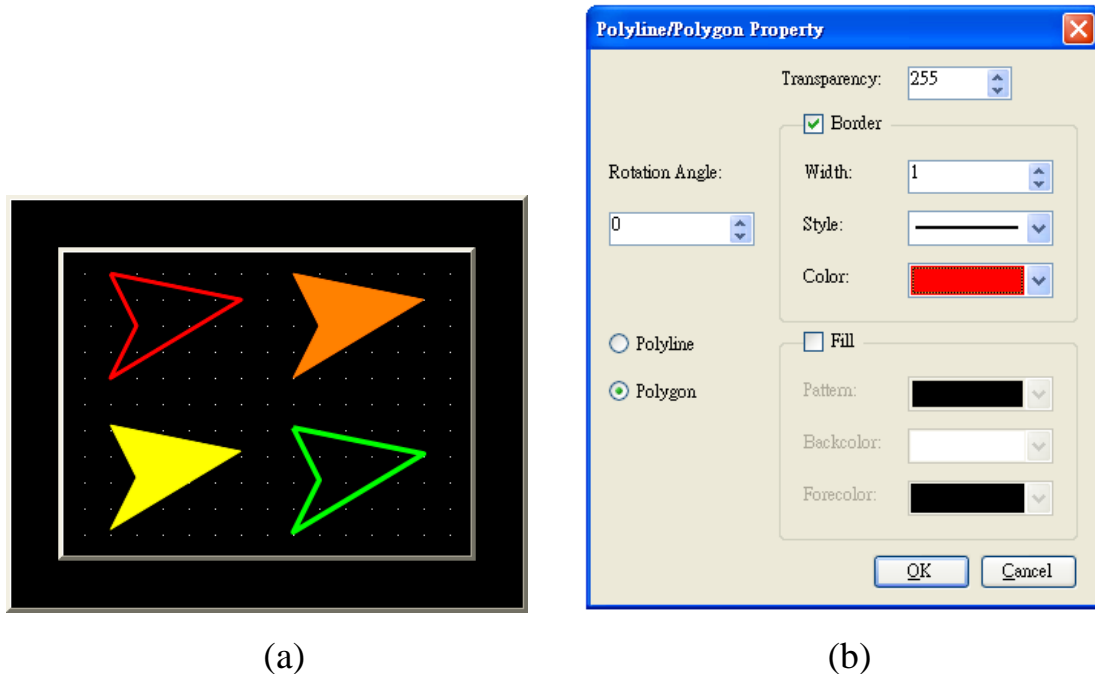 Polyline/Polygon Property
Transparency: 255
Border
Rotation Angle:
Width: 1
0
Style:
Color:
Polyline
Fill
Polygon
Pattern:
Backcolor:
Forecolor:
OK Cancel
(a) (b)